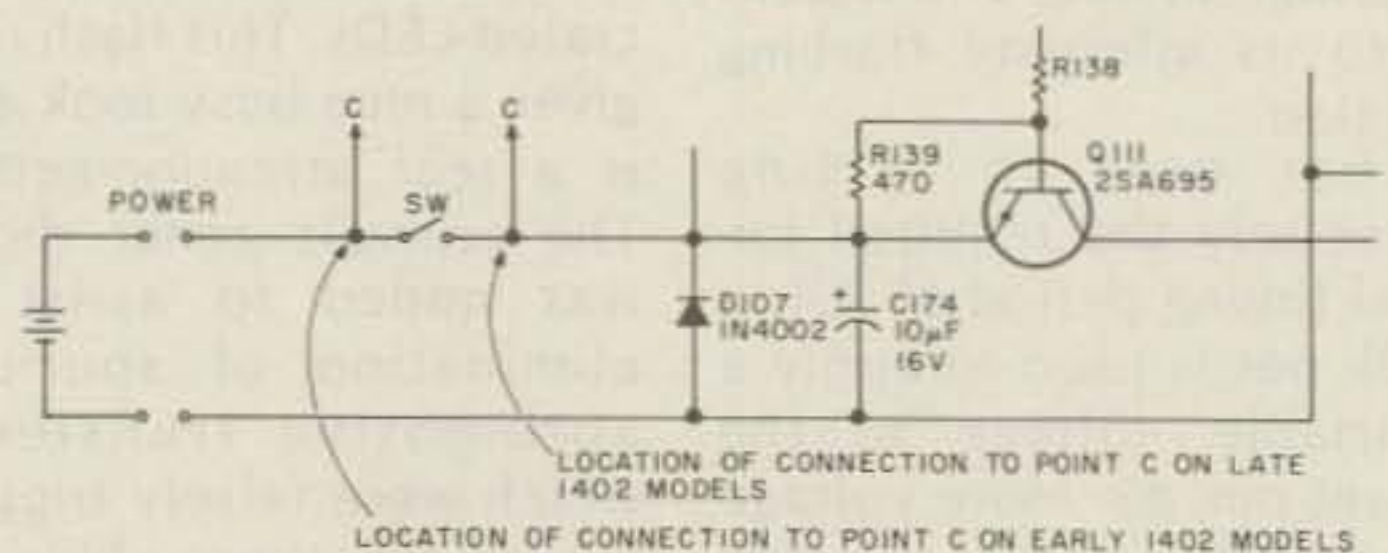 R138
C
C
R139
470
Q111
2SA695
POWER
SW
D107
1N4002
+
C174
10µF
16V
LOCATION OF CONNECTION TO POINT C ON LATE
1402 MODELS
LOCATION OF CONNECTION TO POINT C ON EARLY 1402 MODELS